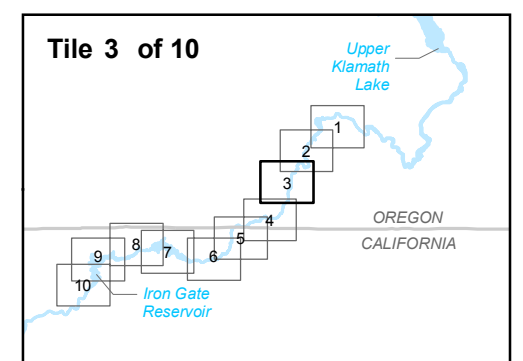 Tile 3 of 10
Upper
Klamath
Lake
1
2
3
4
OREGON
5
CALIFORNIA
8
7
6
9
10
Iron Gate
Reservoir